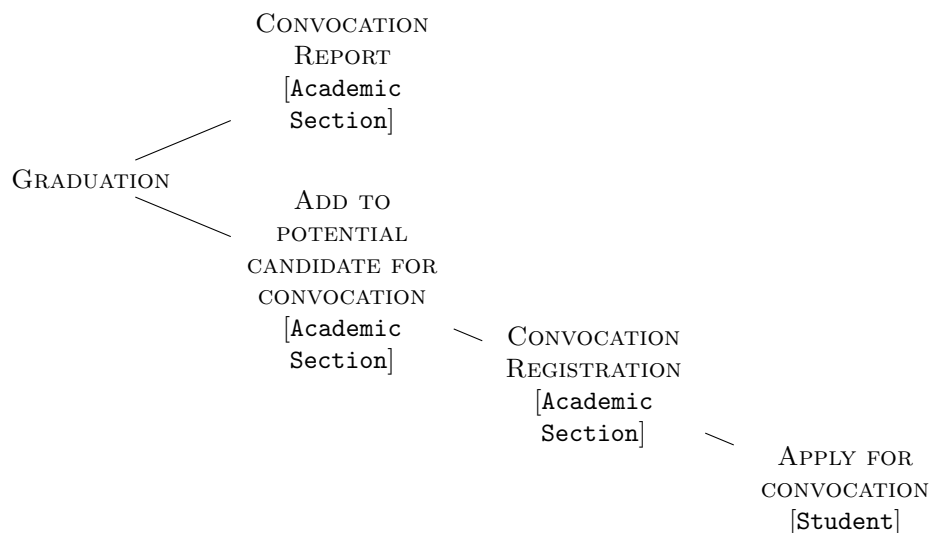 CONVOCATION
REPORT
[Academic
Section]
GRADUATION
ADD TO
POTENTIAL
CANDIDATE FOR
CONVOCATION
[Academic
Section]
CONVOCATION
REGISTRATION
[Academic
Section]
APPLY FOR
CONVOCATION
[Student]